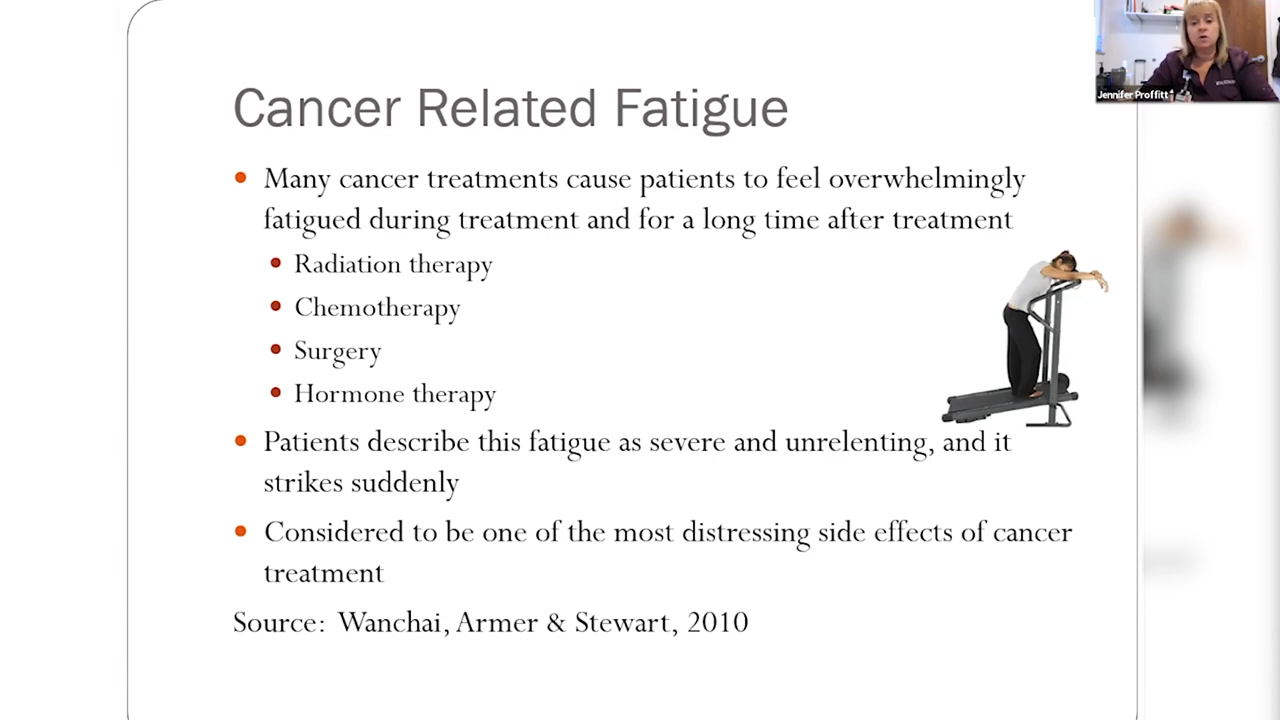 Cancer Related Fatigue
Many cancer treatments cause patients to feel overwhelmingly
fatigued during treatment and for a long time after treatment
Radiation therapy
Chemotherapy
Surgery
Hormone therapy
Patients describe this fatigue as severe and unrelenting, and it
strikes suddenly
Considered to be one of the most distressing side effects of cancer
treatment
Source: Wanchai, Armer & Stewart, 2010
Jennifer Proffitt